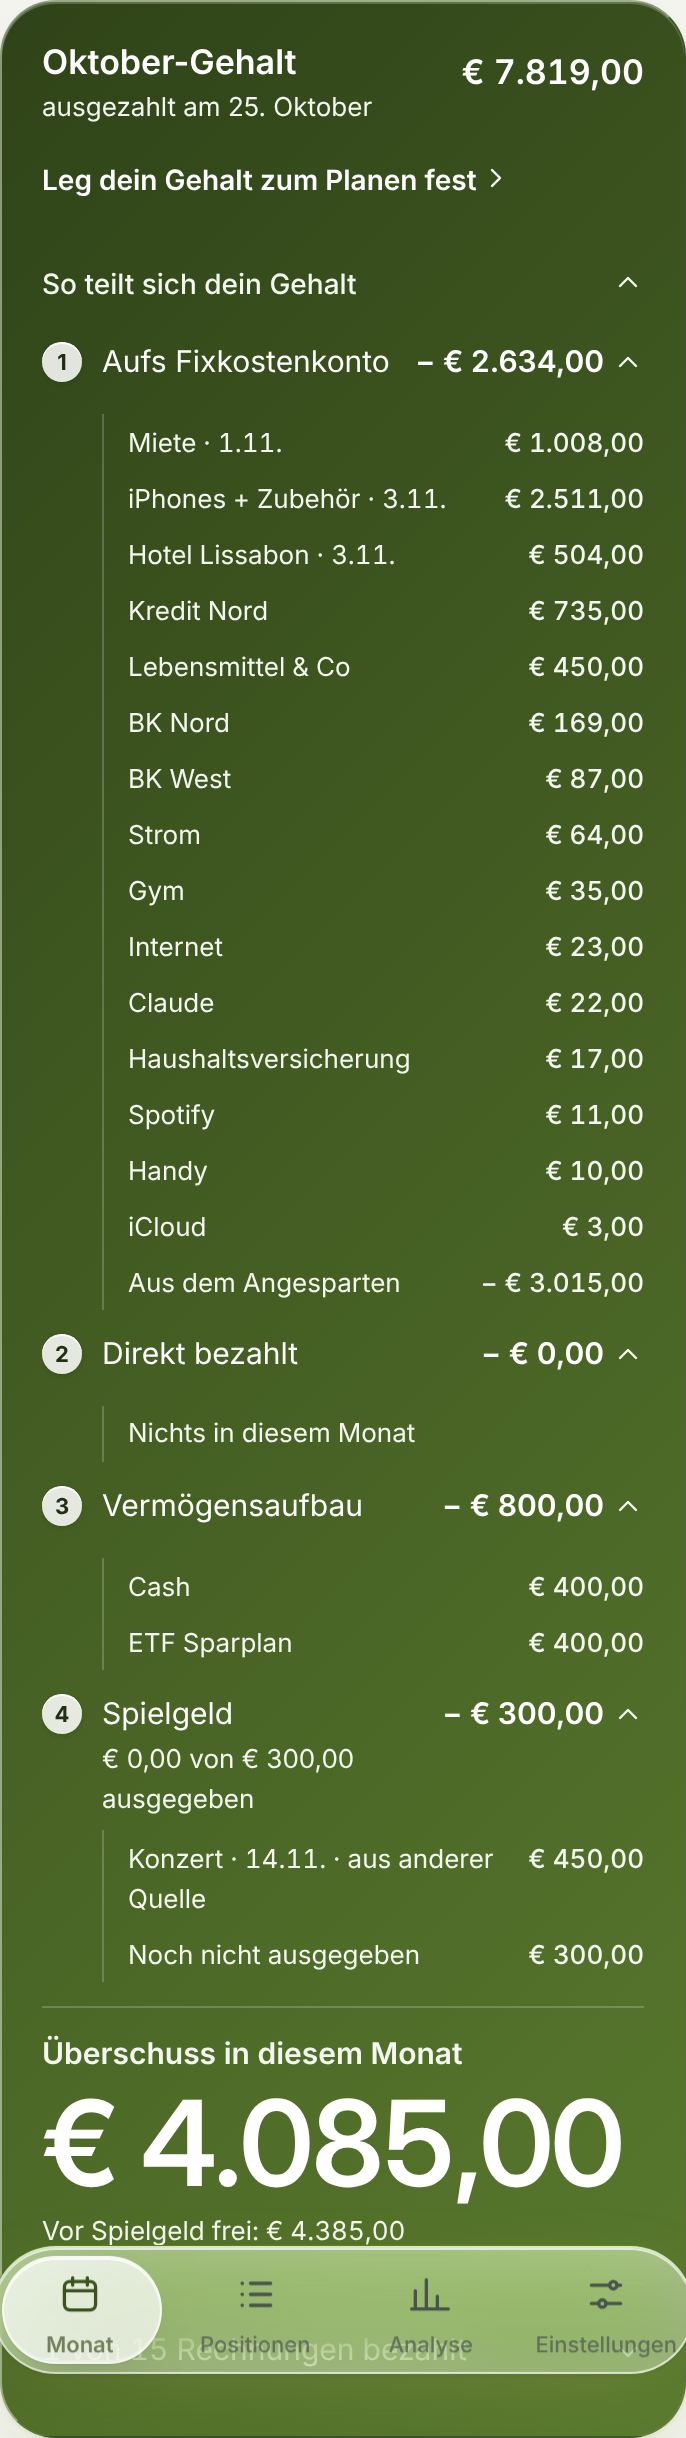 Oktober-Gehalt
€ 7.819,00
ausgezahlt am 25. Oktober
Leg dein Gehalt zum Planen fest
So teilt sich dein Gehalt
1 Aufs Fixkostenkonto – € 2.634,00
Miete · 1.11. € 1.008,00
iPhones + Zubehör · 3.11. € 2.511,00
Hotel Lissabon · 3.11. € 504,00
Kredit Nord € 735,00
Lebensmittel & Co € 450,00
BK Nord € 169,00
BK West € 87,00
Strom € 64,00
Gym € 35,00
Internet € 23,00
Claude € 22,00
Haushaltsversicherung € 17,00
Spotify € 11,00
Handy € 10,00
iCloud € 3,00
Aus dem Angesparten – € 3.015,00
2 Direkt bezahlt – € 0,00
Nichts in diesem Monat
3 Vermögensaufbau – € 800,00
Cash € 400,00
ETF Sparplan € 400,00
4 Spielgeld – € 300,00
€ 0,00 von € 300,00
ausgegeben
Konzert · 14.11. · aus anderer € 450,00
Quelle
Noch nicht ausgegeben € 300,00
Überschuss in diesem Monat
€ 4.085,00
Vor Spielgeld frei: € 4.385,00
Monat Positionen Analyse Einstellungen
von 15 Rechnungen bezahlt